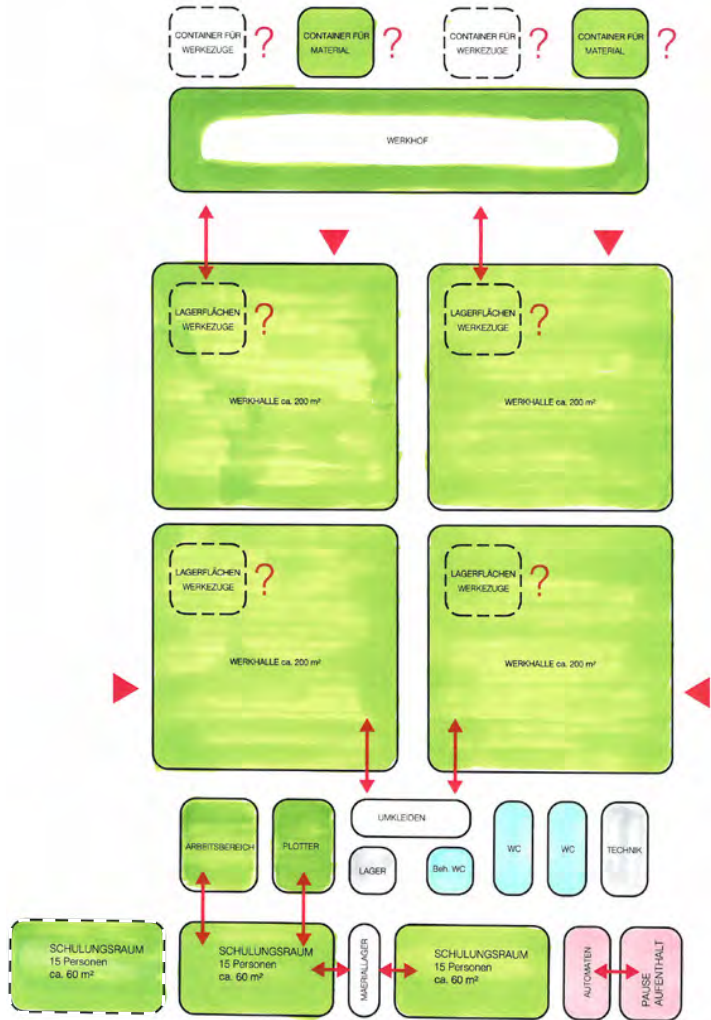 CONTAINER FÜR
WERKEZUGE
?
CONTAINER FÜR
MATERIAL
?
CONTAINER FÜR
WERKEZUGE
?
CONTAINER FÜR
MATERIAL
?
WERKHOF
LAGERFLÄCHEN
WERKEZUGE
?
WERKHALLE ca. 200 m²
LAGERFLÄCHEN
WERKEZUGE
?
WERKHALLE ca. 200 m²
LAGERFLÄCHEN
WERKEZUGE
?
WERKHALLE ca. 200 m²
LAGERFLÄCHEN
WERKEZUGE
?
WERKHALLE ca. 200 m²
ARBEITSBEREICH
PLOTTER
UMKLEIDEN
LAGER
Beh. WC
WC
WC
TECHNIK
SCHULUNGSRAUM
15 Personen
ca. 60 m²
SCHULUNGSRAUM
15 Personen
ca. 60 m²
MAERIALLAGER
SCHULUNGSRAUM
15 Personen
ca. 60 m²
AUTOMATEN
PAUSE
AUFENTHALT